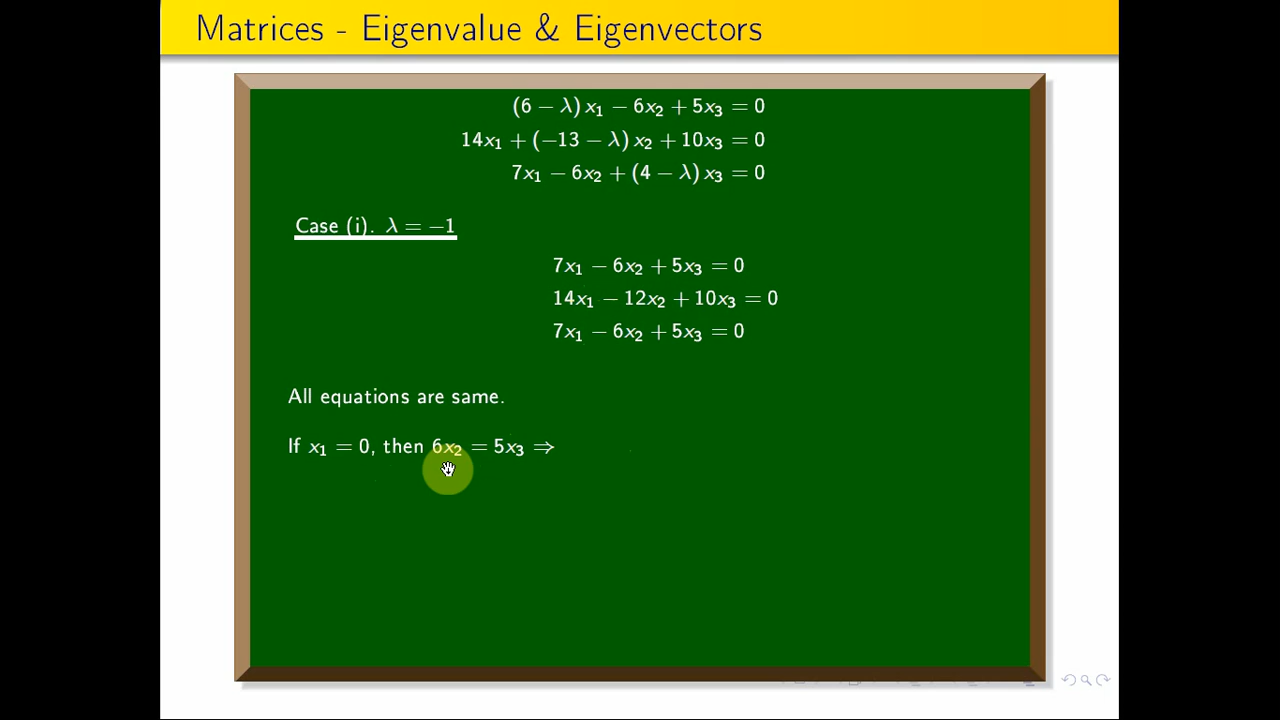 Matrices - Eigenvalue & Eigenvectors
(6 − λ) x₁ − 6x₂ + 5x₃ = 0
14x₁ + (−13 − λ) x₂ + 10x₃ = 0
7x₁ − 6x₂ + (4 − λ) x₃ = 0
Case (i). λ = −1
7x₁ − 6x₂ + 5x₃ = 0
14x₁ − 12x₂ + 10x₃ = 0
7x₁ − 6x₂ + 5x₃ = 0
All equations are same.
If x₁ = 0, then 6x₂ = 5x₃ ⇒